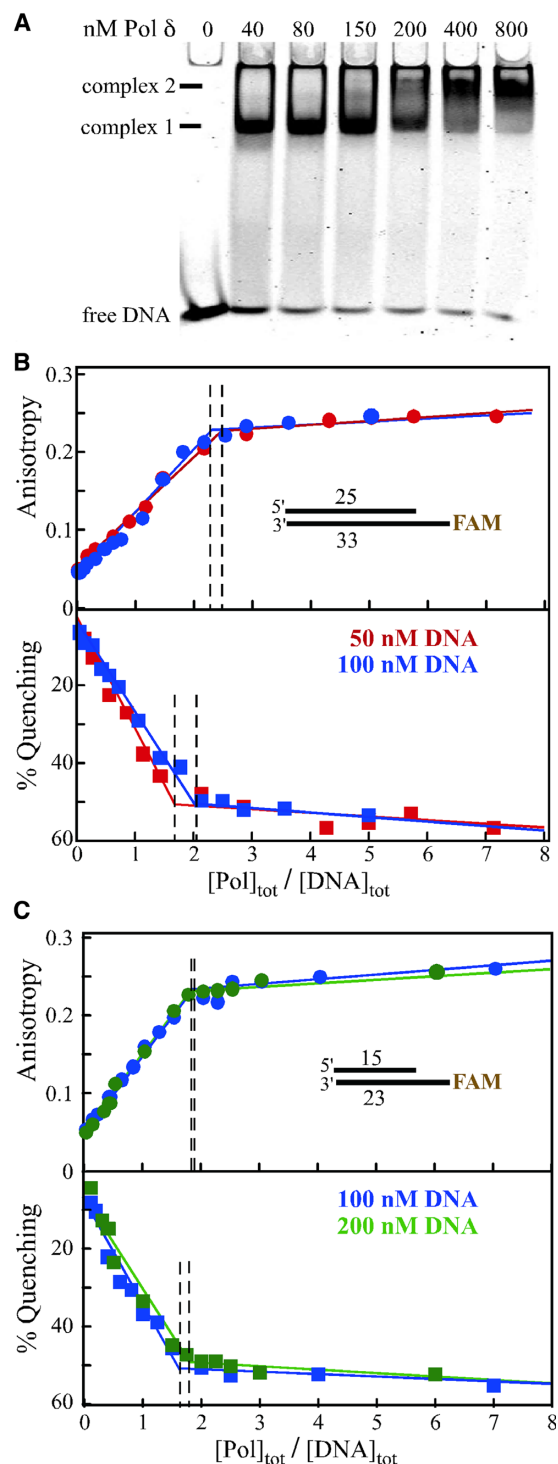 A
nM Pol δ 0 40 80 150 200 400 800
complex 2
complex 1
free DNA
B
0.3
Anisotropy
0.1
0
25
5'
3'
33
FAM
50 nM DNA
100 nM DNA
% Quenching
20
40
60
0 1 2 3 4 5 6 7 8
[Pol]tot / [DNA]tot
C
0.3
Anisotropy
0.1
0
15
5'
3'
23
FAM
100 nM DNA
200 nM DNA
% Quenching
20
40
60
0 1 2 3 4 5 6 7 8
[Pol]tot / [DNA]tot